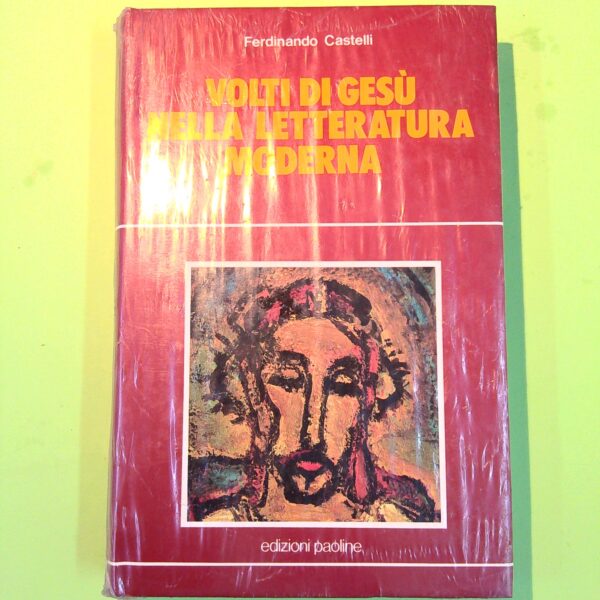 Ferdinando Castelli
VOLTI DI GESÙ
NELLA LETTERATURA
MODERNA
edizioni paoline